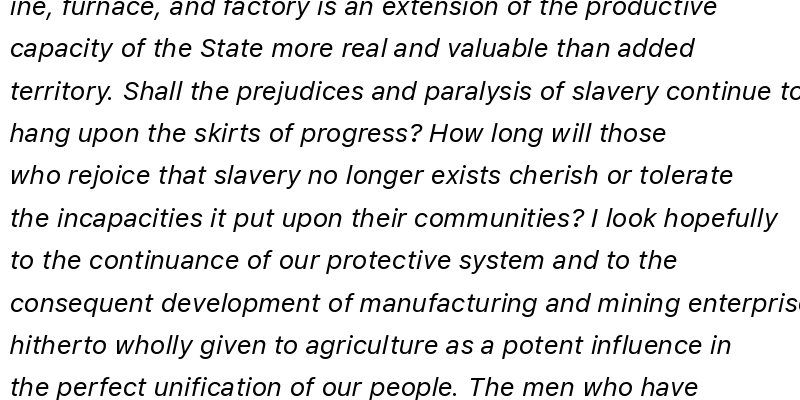 ine, furnace, and factory is an extension of the productive
capacity of the State more real and valuable than added
territory. Shall the prejudices and paralysis of slavery continue to
hang upon the skirts of progress? How long will those
who rejoice that slavery no longer exists cherish or tolerate
the incapacities it put upon their communities? I look hopefully
to the continuance of our protective system and to the
consequent development of manufacturing and mining enterprise
hitherto wholly given to agriculture as a potent influence in
the perfect unification of our people. The men who have